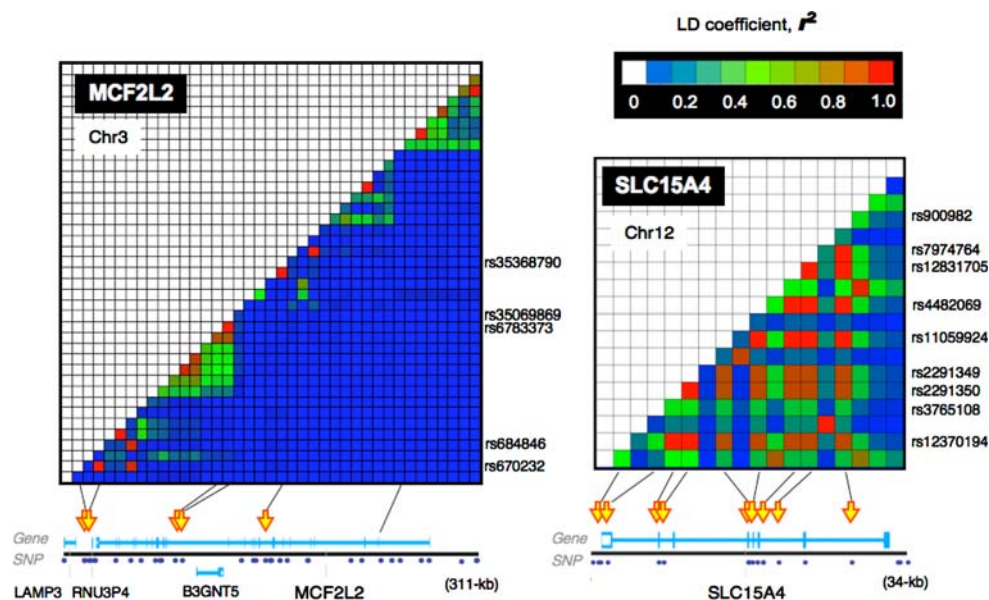 LD coefficient, r²
0 0.2 0.4 0.6 0.8 1.0
MCF2L2
Chr3
rs35368790
rs35069869
rs6783373
rs684846
rs670232
Gene
SNP
LAMP3 RNU3P4 B3GNT5 MCF2L2 (311-kb)
SLC15A4
Chr12
rs900982
rs7974764
rs12831705
rs4482069
rs11059924
rs2291349
rs2291350
rs3765108
rs12370194
Gene
SNP
SLC15A4 (34-kb)